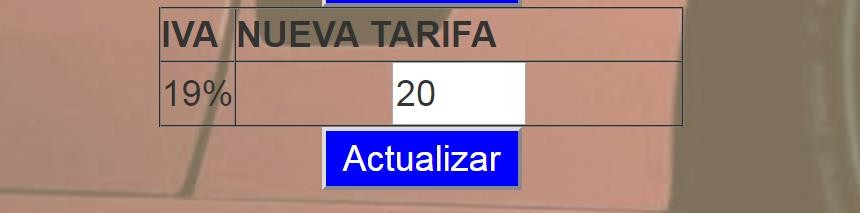 IVA NUEVA TARIFA
19% 20
Actualizar